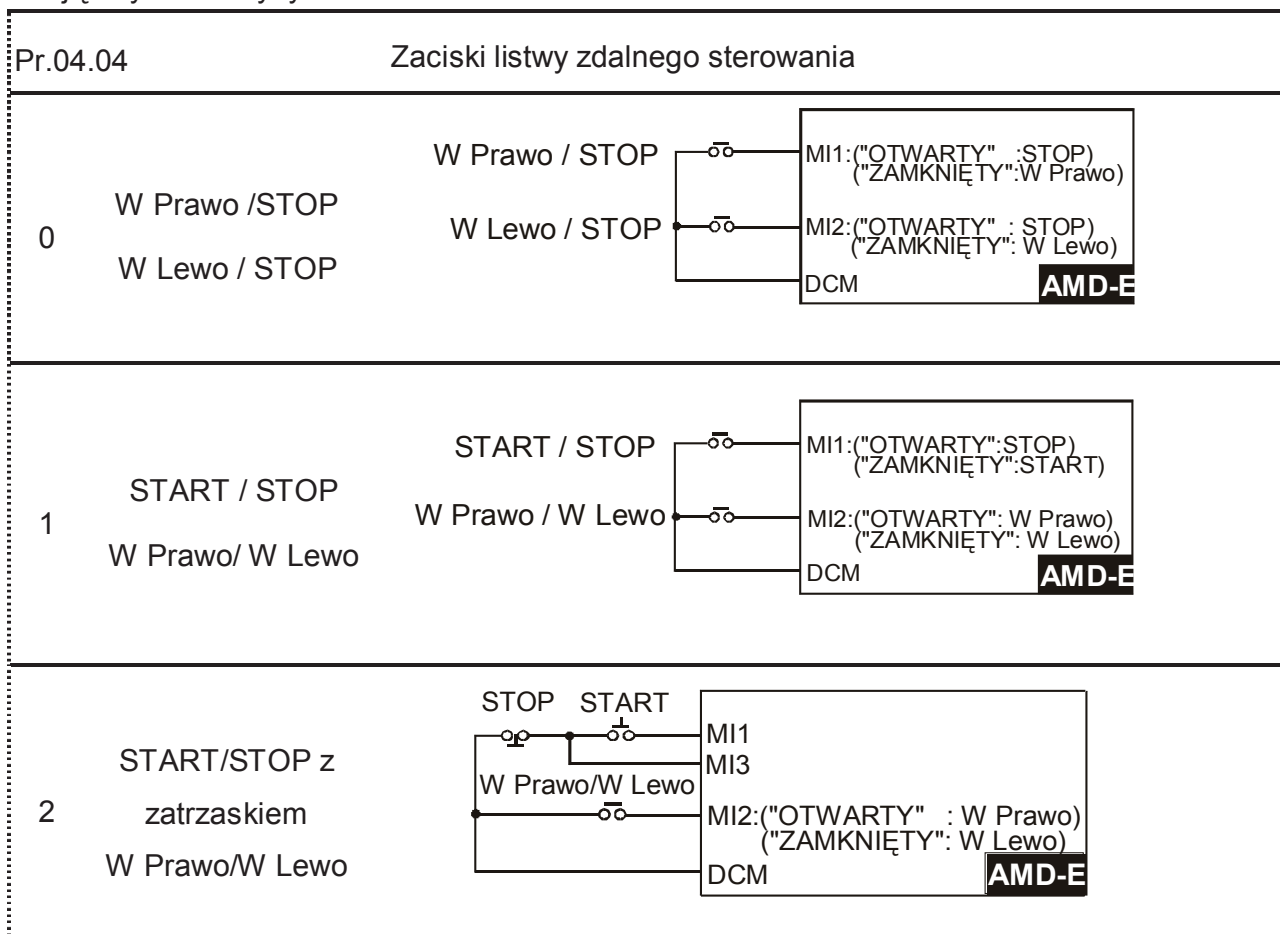 Pr.04.04 Zaciski listwy zdalnego sterowania
0
W Prawo /STOP
W Lewo / STOP
W Prawo / STOP
W Lewo / STOP
MI1:("OTWARTY" :STOP)
("ZAMKNIĘTY":W Prawo)
MI2:("OTWARTY" : STOP)
("ZAMKNIĘTY": W Lewo)
DCM
AMD-E
1
START / STOP
W Prawo/ W Lewo
START / STOP
W Prawo / W Lewo
MI1:("OTWARTY":STOP)
("ZAMKNIĘTY":START)
MI2:("OTWARTY": W Prawo)
("ZAMKNIĘTY": W Lewo)
DCM
AMD-E
2
START/STOP z
zatrzaskiem
W Prawo/W Lewo
STOP START
W Prawo/W Lewo
MI1
MI3
MI2:("OTWARTY" : W Prawo)
("ZAMKNIĘTY": W Lewo)
DCM
AMD-E